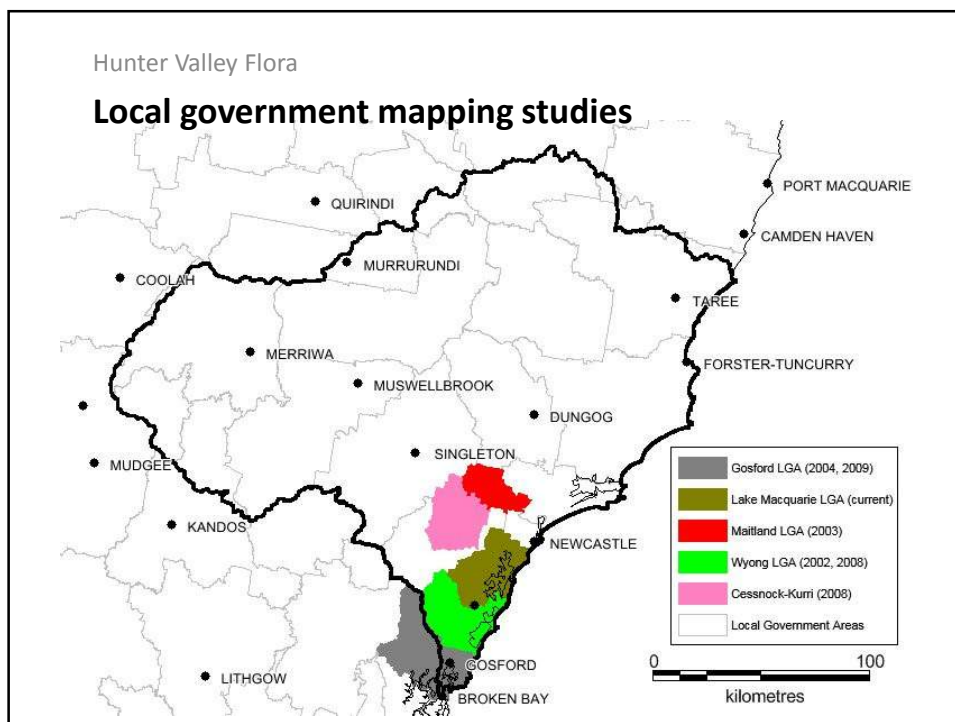 Hunter Valley Flora
Local government mapping studies
PORT MACQUARIE
QUIRINDI
CAMDEN HAVEN
MURRURUNDI
COOLAH
TAREE
MERRIWA
FORSTER-TUNCURRY
MUSWELLBROOK
DUNGOG
SINGLETON
MUDGEE
KANDOS
NEWCASTLE
GOSFORD
LITHGOW
BROKEN BAY
Gosford LGA (2004, 2009)
Lake Macquarie LGA (current)
Maitland LGA (2003)
Wyong LGA (2002, 2008)
Cessnock-Kurri (2008)
Local Government Areas
0 100
kilometres